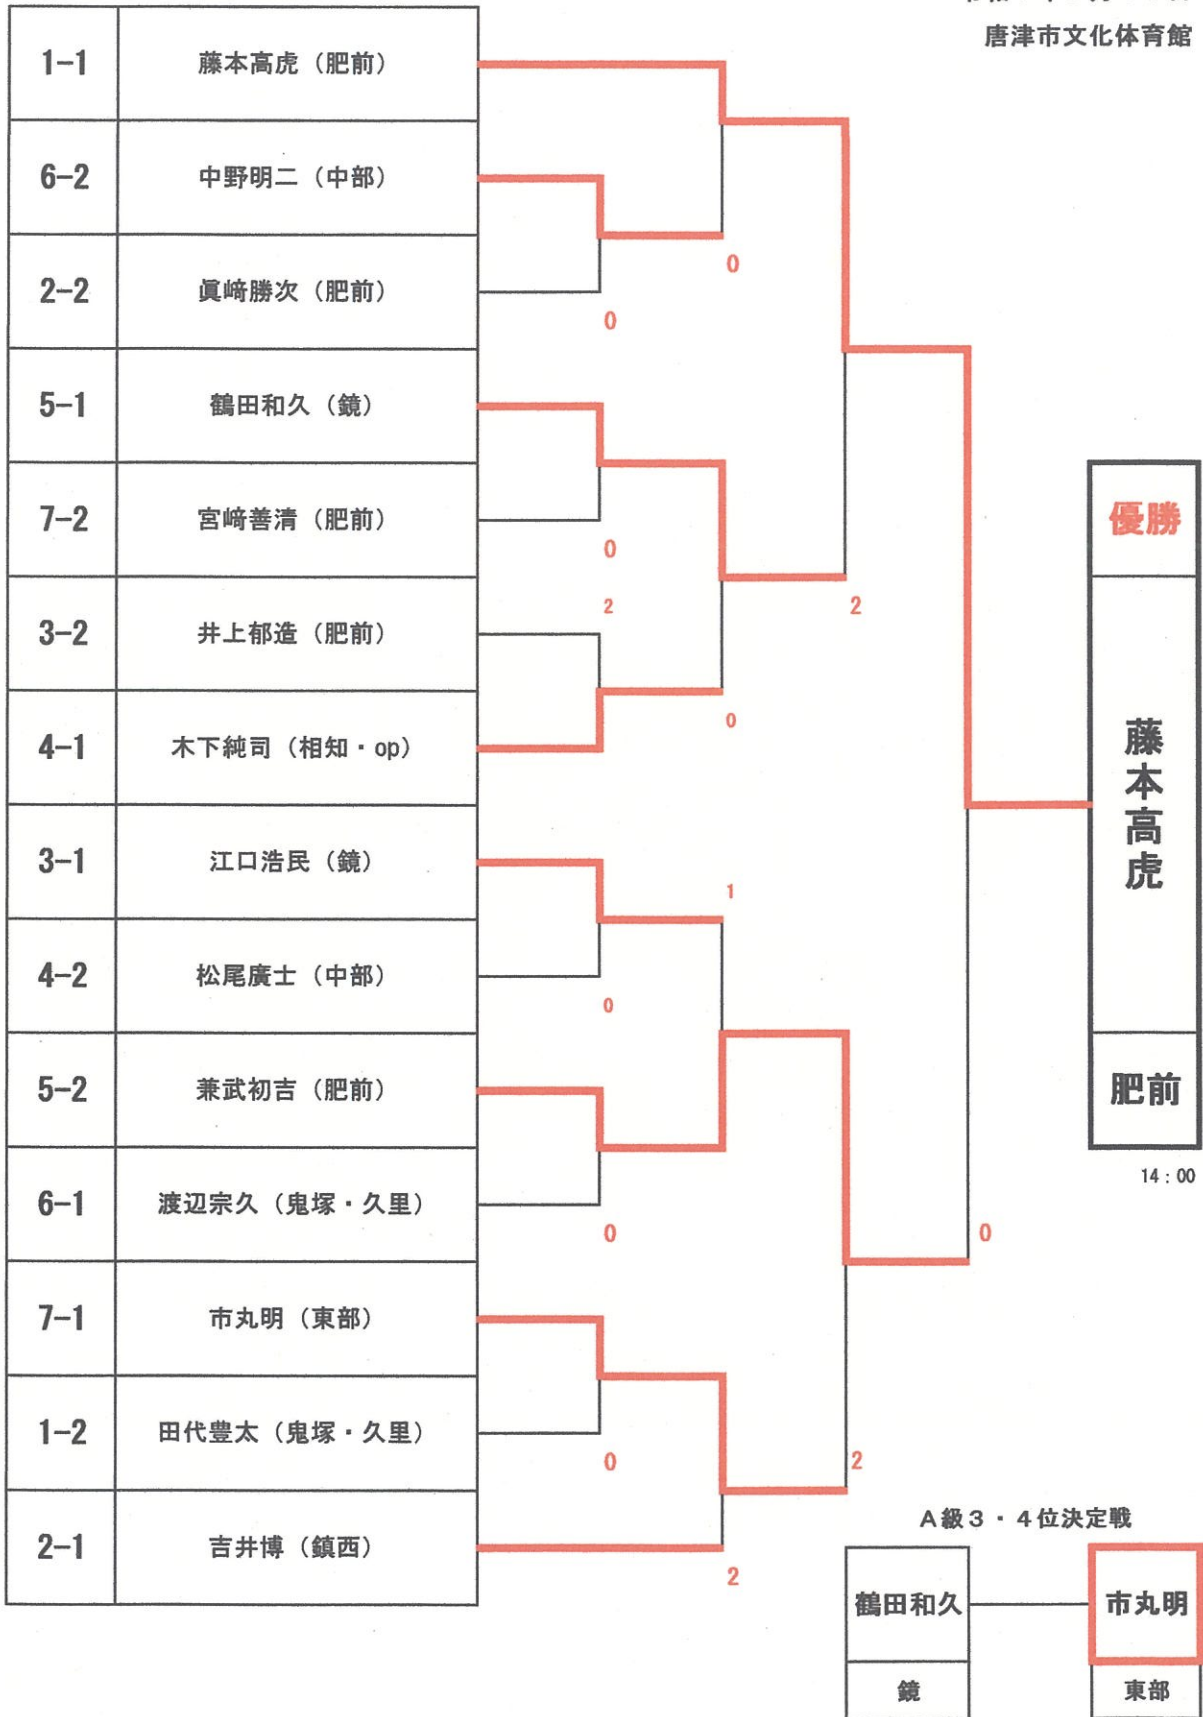 唐津市文化体育館
1-1 藤本高虎（肥前）
6-2 中野明二（中部）
0
2-2 眞﨑勝次（肥前）
0
5-1 鶴田和久（鏡）
7-2 宮﨑善清（肥前）
優勝
0
2
2
3-2 井上郁造（肥前）
0
4-1 木下純司（相知・op）
藤本高虎
3-1 江口浩民（鏡）
1
4-2 松尾廣士（中部）
0
5-2 兼武初吉（肥前）
肥前
14：00
6-1 渡辺宗久（鬼塚・久里）
0
0
7-1 市丸明（東部）
1-2 田代豊太（鬼塚・久里）
0
2
2-1 吉井博（鎮西）
2
A級3・4位決定戦
鶴田和久 市丸明
鏡 東部